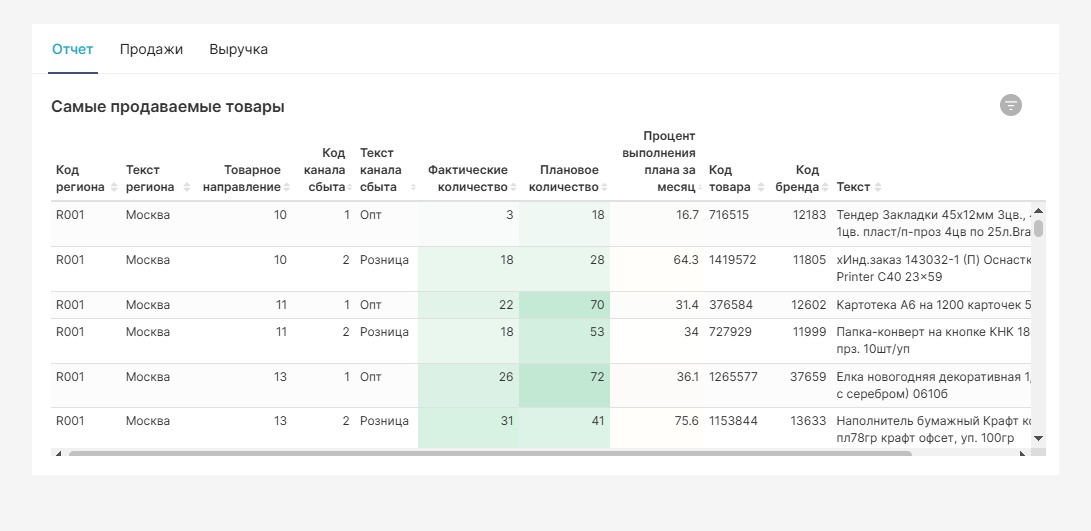 Отчет Продажи Выручка
Самые продаваемые товары
Код региона Текст региона Товарное направление Код канала сбыта Текст канала сбыта Фактические количество Плановое количество Процент выполнения плана за месяц Код товара Код бренда Текст
R001 Москва 10 1 Опт 3 18 16.7 716515 12183 Тендер Закладки 45x12мм 3цв.,
1цв. пласт/п-проз 4цв по 25л.Bra
R001 Москва 10 2 Розница 18 28 64.3 1419572 11805 хИнд.заказ 143032-1 (П) Оснастк
Printer C40 23×59
R001 Москва 11 1 Опт 22 70 31.4 376584 12602 Картотека А6 на 1200 карточек 5
R001 Москва 11 2 Розница 18 53 34 727929 11999 Папка-конверт на кнопке КНК 18
прз. 10шт/уп
R001 Москва 13 1 Опт 26 72 36.1 1265577 37659 Елка новогодняя декоративная 1,
с серебром) 0610б
R001 Москва 13 2 Розница 31 41 75.6 1153844 13633 Наполнитель бумажный Крафт ко
пл78гр крафт офсет, уп. 100гр